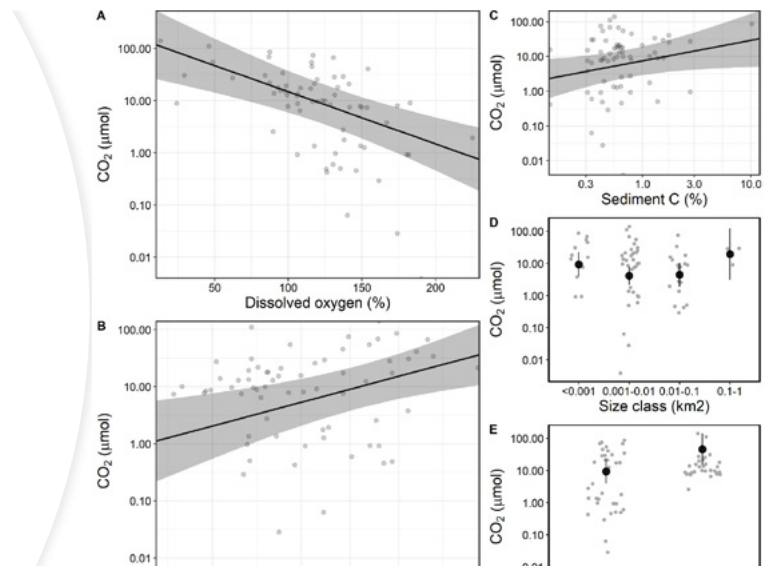 A
CO₂ (μmol)
100.00
10.00
1.00
0.10
0.01
50
100
150
200
Dissolved oxygen (%)
B
CO₂ (μmol)
100.00
10.00
1.00
0.10
0.01
C
CO₂ (μmol)
100.00
10.00
1.00
0.10
0.01
0.3
1.0
3.0
10.0
Sediment C (%)
D
CO₂ (μmol)
100.00
10.00
1.00
0.10
0.01
<0.001
0.001-0.01
0.01-0.1
0.1-1
Size class (km2)
E
CO₂ (μmol)
100.00
10.00
1.00
0.10
0.01